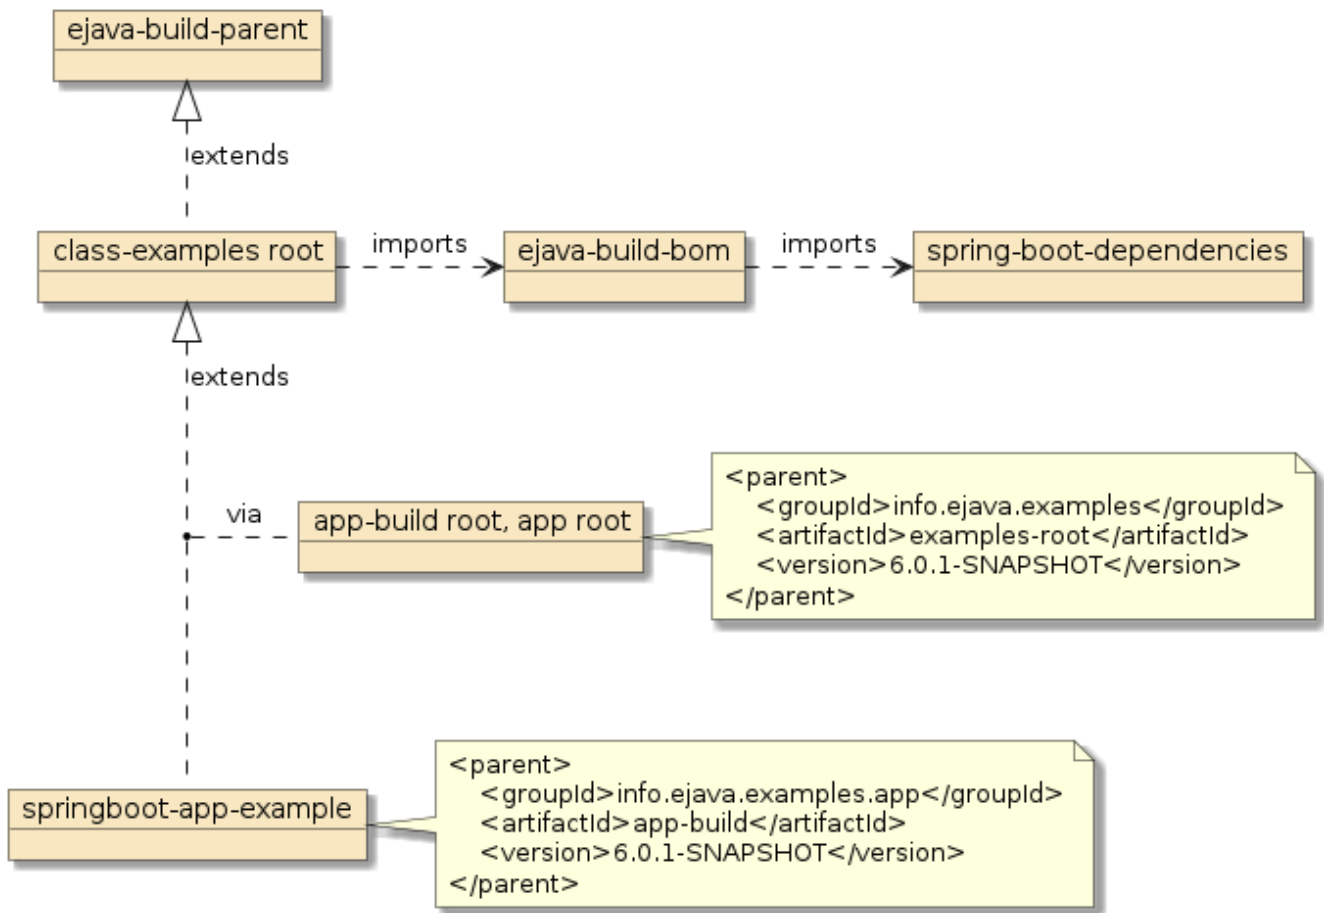 ejava-build-parent
extends
class-examples root
imports
ejava-build-bom
imports
spring-boot-dependencies
extends
via
app-build root, app root
<parent>
<groupId>info.ejava.examples</groupId>
<artifactId>examples-root</artifactId>
<version>6.0.1-SNAPSHOT</version>
</parent>
springboot-app-example
<parent>
<groupId>info.ejava.examples.app</groupId>
<artifactId>app-build</artifactId>
<version>6.0.1-SNAPSHOT</version>
</parent>